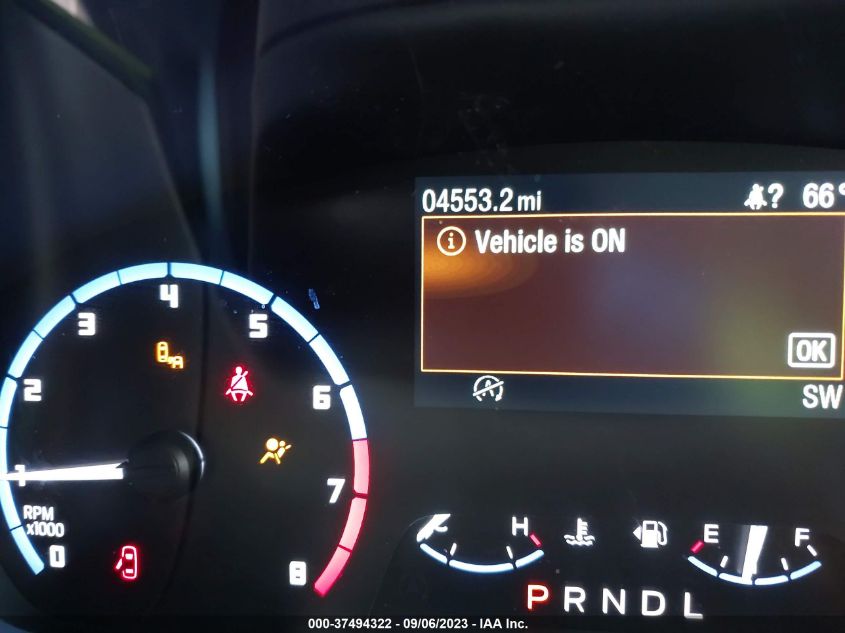 04553.2 mi ? 66°
Vehicle is ON
OK
SW
0 1 2 3 4 5 6 7 8
RPM
x1000
H
E F
P R N D L
000-37494322 - 09/06/2023 - IAA Inc.